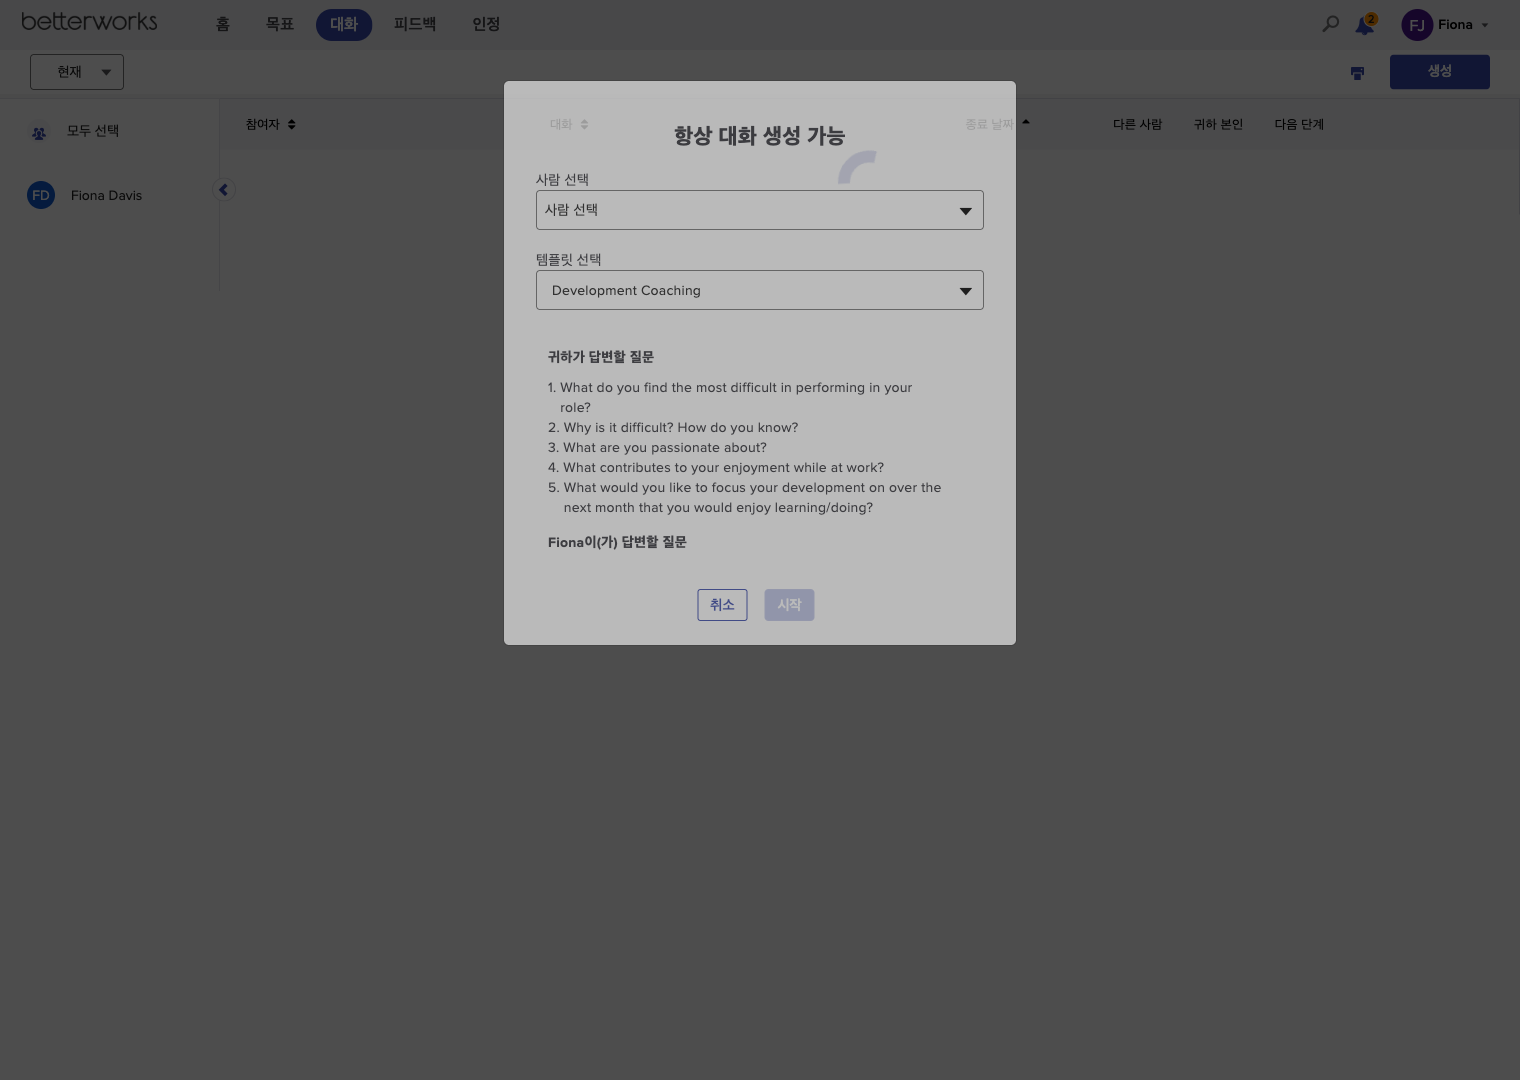 betterworks
홈
목표
대화
피드백
인정
2
FJ
Fiona
현재
생성
모두 선택
참여자
대화
종료 날짜
다른 사람
귀하 본인
다음 단계
FD
Fiona Davis
항상 대화 생성 가능
사람 선택
사람 선택
템플릿 선택
Development Coaching
귀하가 답변할 질문
1. What do you find the most difficult in performing in your
role?
2. Why is it difficult? How do you know?
3. What are you passionate about?
4. What contributes to your enjoyment while at work?
5. What would you like to focus your development on over the
next month that you would enjoy learning/doing?
Fiona이(가) 답변할 질문
취소
시작